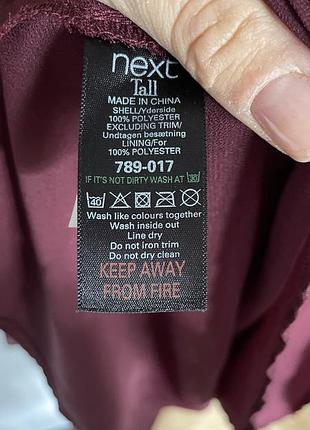 next
Tall
MADE IN CHINA
SHELL/Yderside
100% POLYESTER
EXCLUDING TRIM/
Undtagen besætning
LINING/For
100% POLYESTER
789-017
IF IT'S NOT DIRTY WASH AT 30
40
Wash like colours together
Wash inside out
Line dry
Do not iron trim
Do not dry clean
KEEP AWAY
FROM FIRE